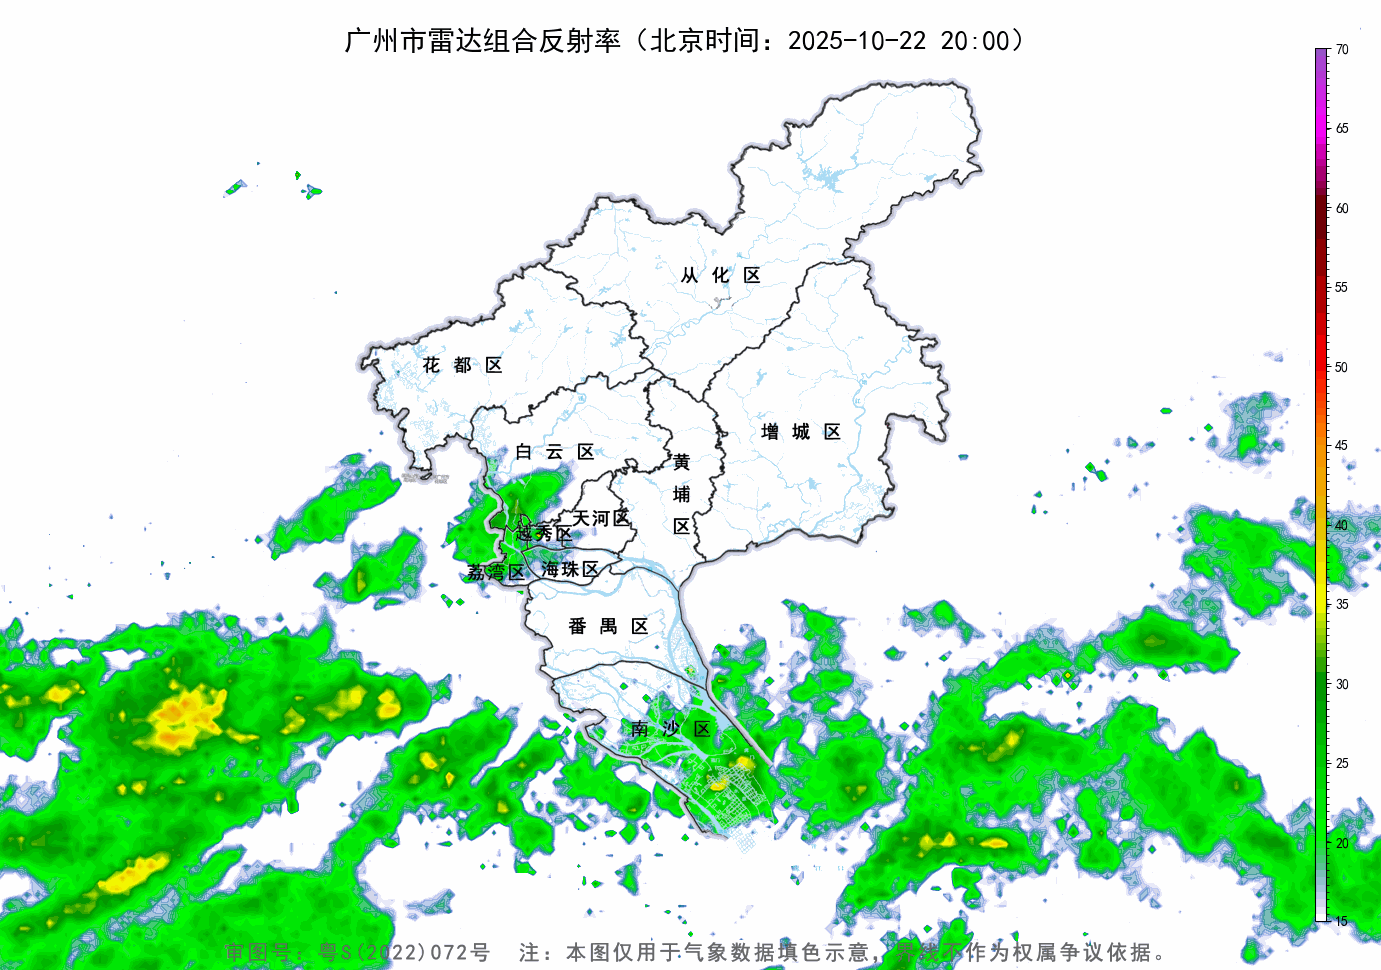 广州市雷达组合反射率（北京时间：2025-10-22 20:00）
70
65
60
55
50
45
40
35
30
25
20
15
从化区
花都区
增城区
白云区
黄埔区
天河区
越秀区
海珠区
荔湾区
番禺区
南沙区
审图号：粤S(2022)072号 注：本图仅用于气象数据填色示意，界线不作为权属争议依据。